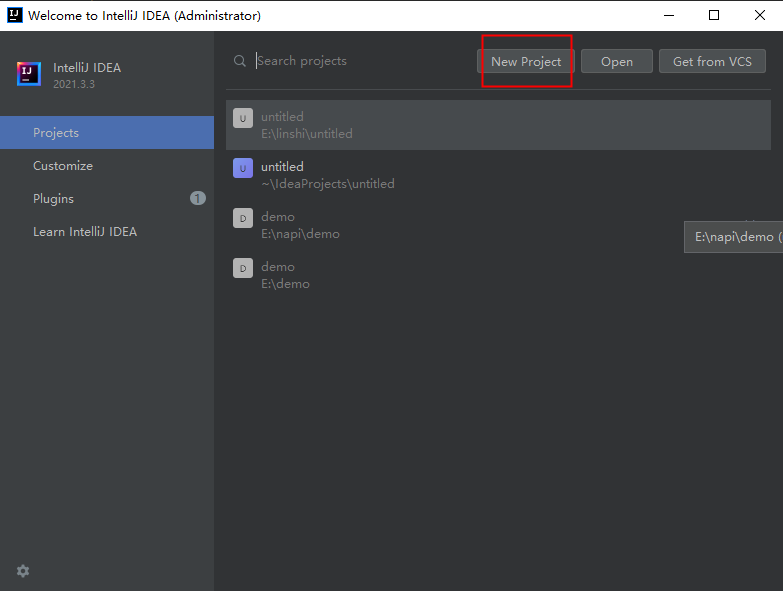 Welcome to IntelliJ IDEA (Administrator)
IntelliJ IDEA
2021.3.3
Projects
Customize
Plugins
1
Learn IntelliJ IDEA
Search projects
New Project
Open
Get from VCS
U
untitled
E:\linshi\untitled
U
untitled
~\IdeaProjects\untitled
D
demo
E:\napi\demo
E:\napi\demo (
D
demo
E:\demo